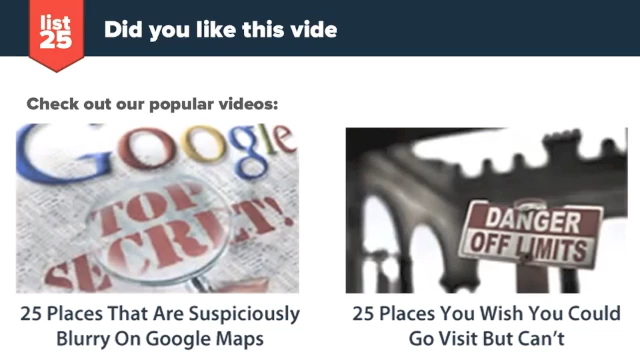 list
25
Did you like this vide
Check out our popular videos:
Google
TOP
SECRET!
DANGER
OFF LIMITS
25 Places That Are Suspiciously
Blurry On Google Maps
25 Places You Wish You Could
Go Visit But Can't